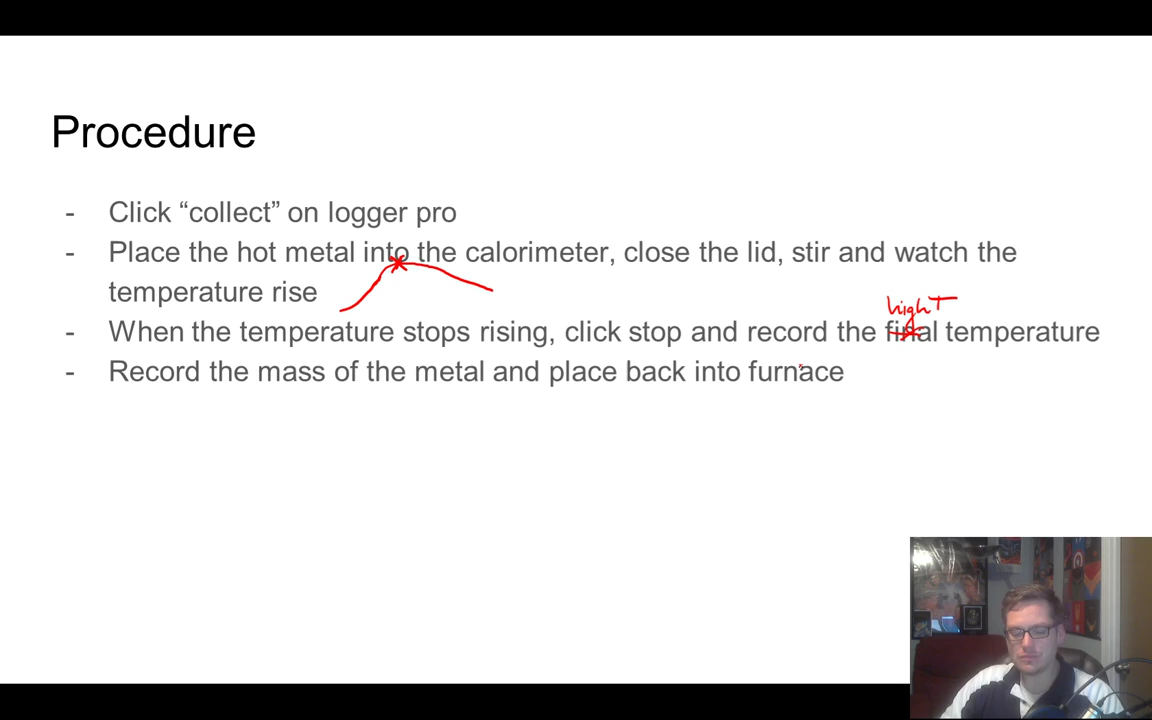 Procedure
- Click “collect” on logger pro
- Place the hot metal into the calorimeter, close the lid, stir and watch the
temperature rise
high T
- When the temperature stops rising, click stop and record the final temperature
- Record the mass of the metal and place back into furnace